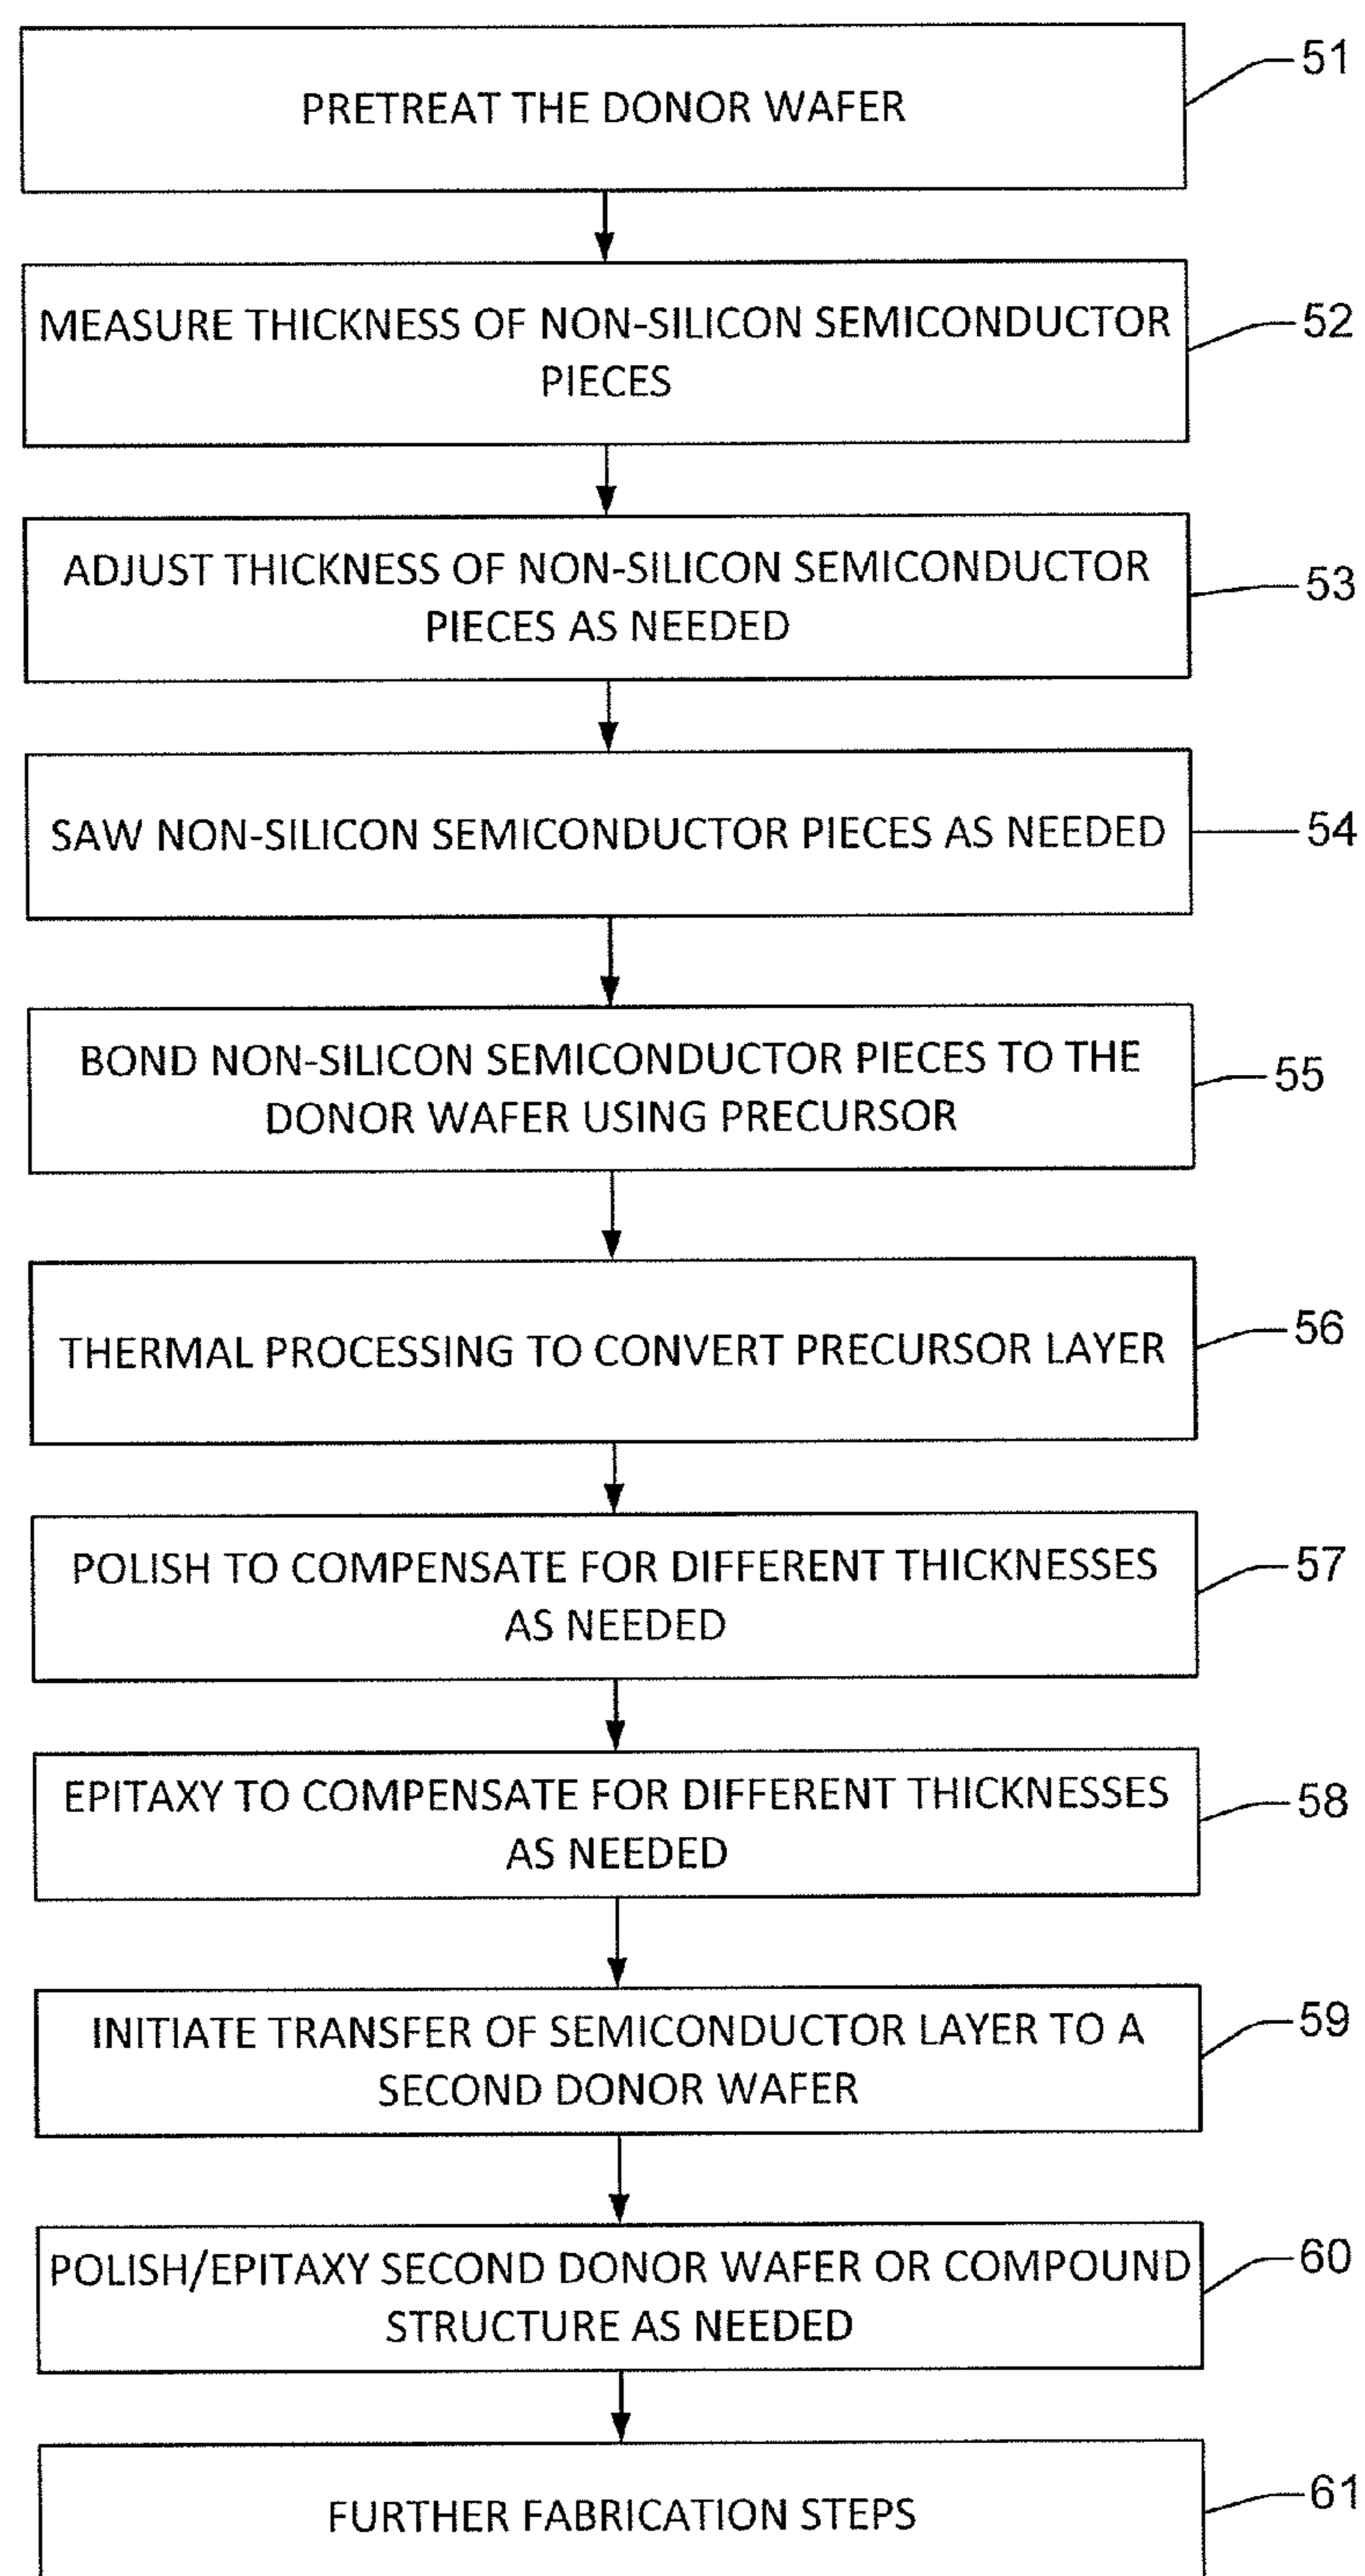 PRETREAT THE DONOR WAFER
51
MEASURE THICKNESS OF NON-SILICON SEMICONDUCTOR
PIECES
52
ADJUST THICKNESS OF NON-SILICON SEMICONDUCTOR
PIECES AS NEEDED
53
SAW NON-SILICON SEMICONDUCTOR PIECES AS NEEDED
54
BOND NON-SILICON SEMICONDUCTOR PIECES TO THE
DONOR WAFER USING PRECURSOR
55
THERMAL PROCESSING TO CONVERT PRECURSOR LAYER
56
POLISH TO COMPENSATE FOR DIFFERENT THICKNESSES
AS NEEDED
57
EPITAXY TO COMPENSATE FOR DIFFERENT THICKNESSES
AS NEEDED
58
INITIATE TRANSFER OF SEMICONDUCTOR LAYER TO A
SECOND DONOR WAFER
59
POLISH/EPITAXY SECOND DONOR WAFER OR COMPOUND
STRUCTURE AS NEEDED
60
FURTHER FABRICATION STEPS
61